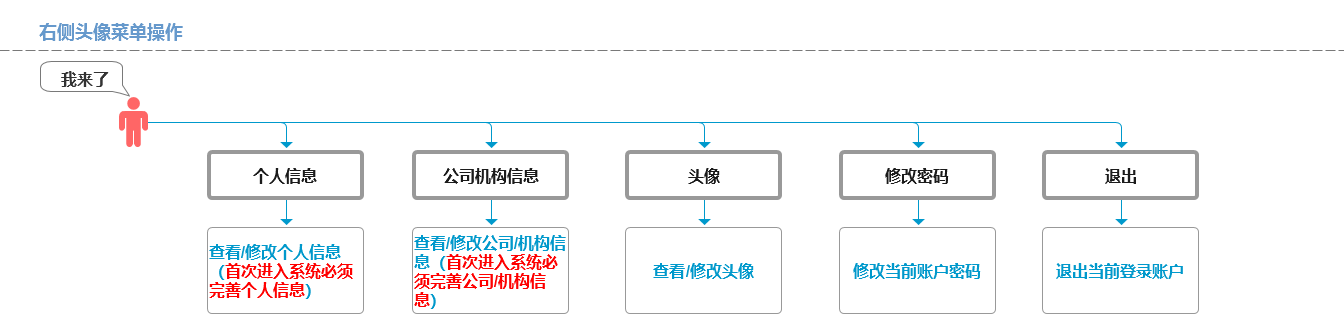 右侧头像菜单操作
我来了
个人信息
公司机构信息
头像
修改密码
退出
查看/修改个人信息
（首次进入系统必须
完善个人信息）
查看/修改公司/机构信
息（首次进入系统必
须完善公司/机构信
息）
查看/修改头像
修改当前账户密码
退出当前登录账户